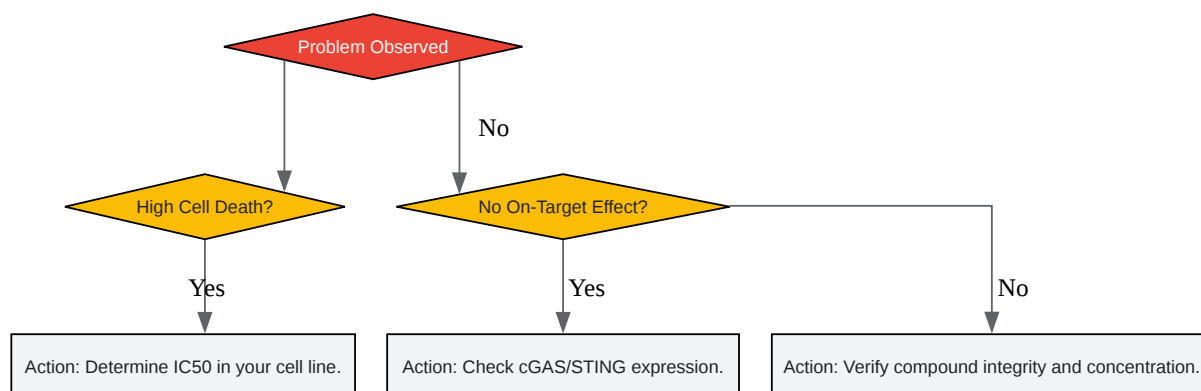 Problem Observed
No
High Cell Death?
No On-Target Effect?
Yes
Yes
No
Action: Determine IC50 in your cell line.
Action: Check cGAS/STING expression.
Action: Verify compound integrity and concentration.